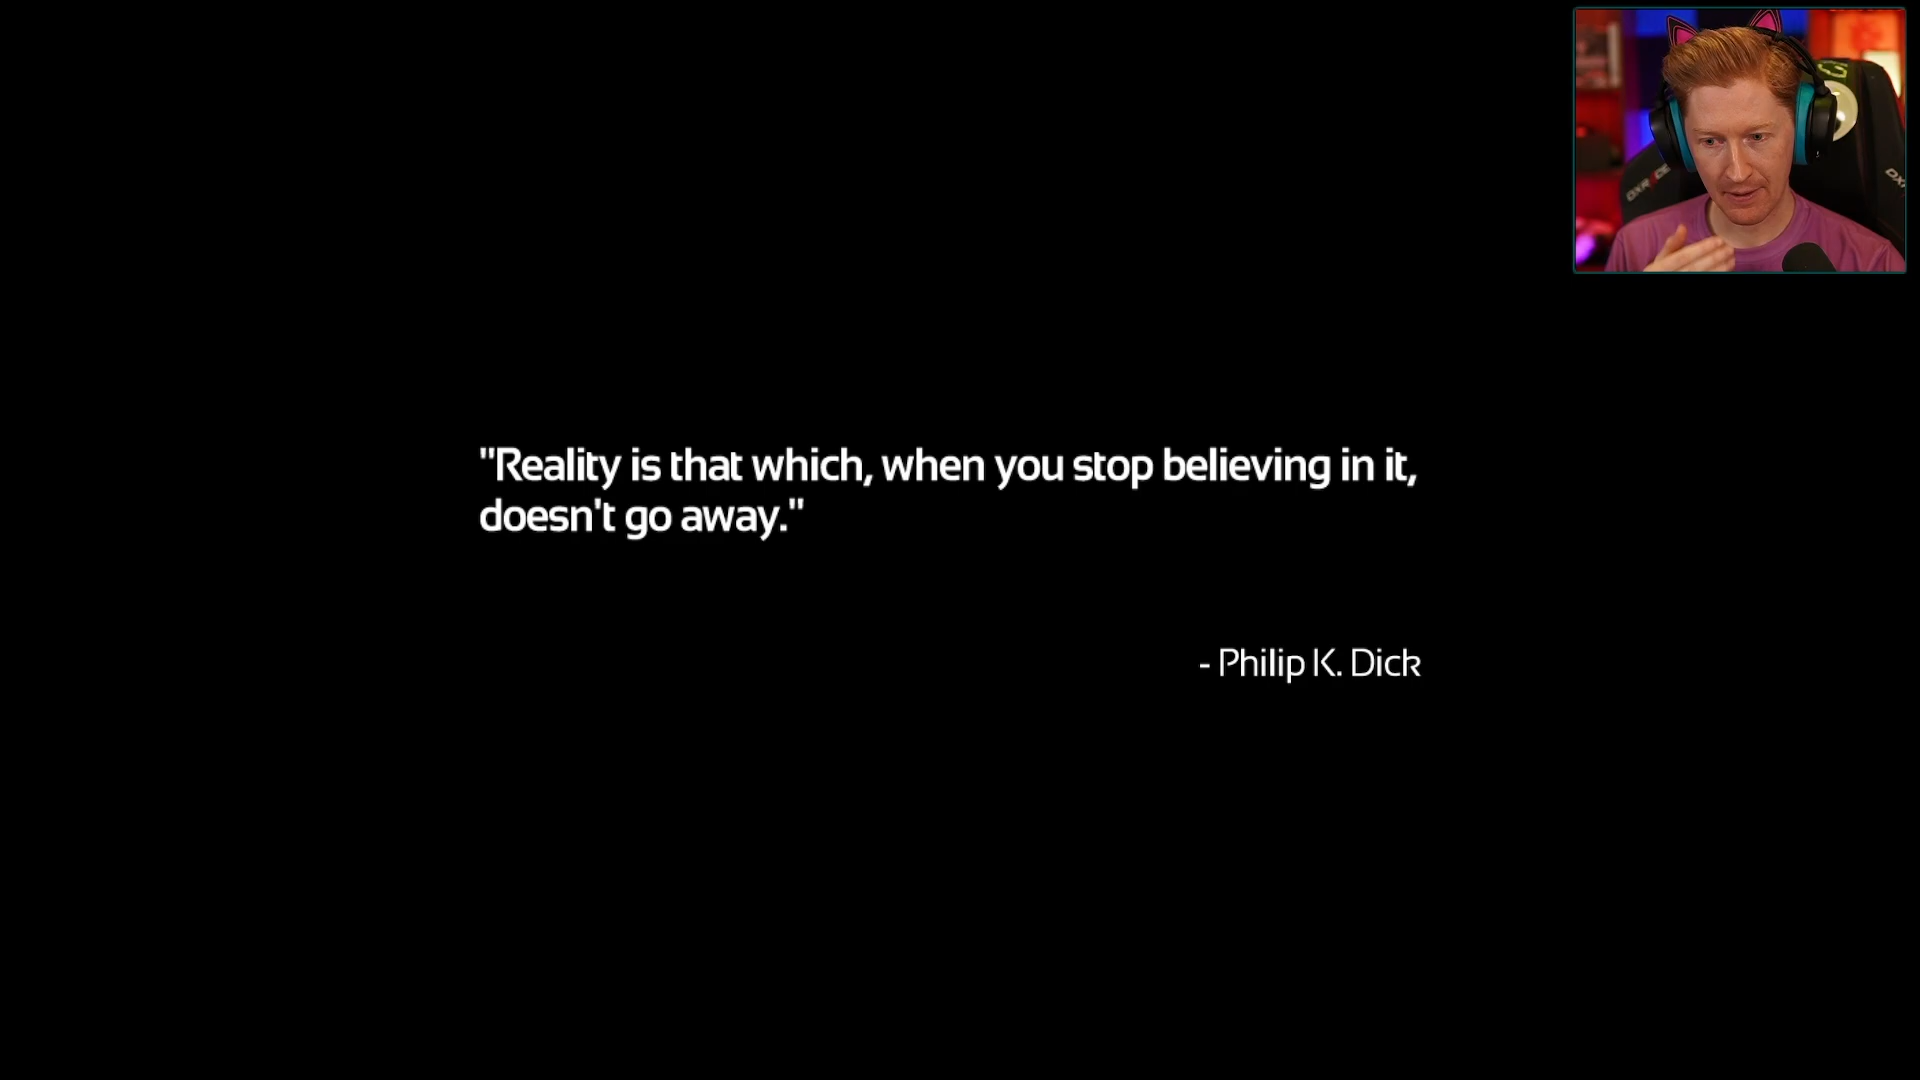 "Reality is that which, when you stop believing in it,
doesn't go away."
- Philip K. Dick